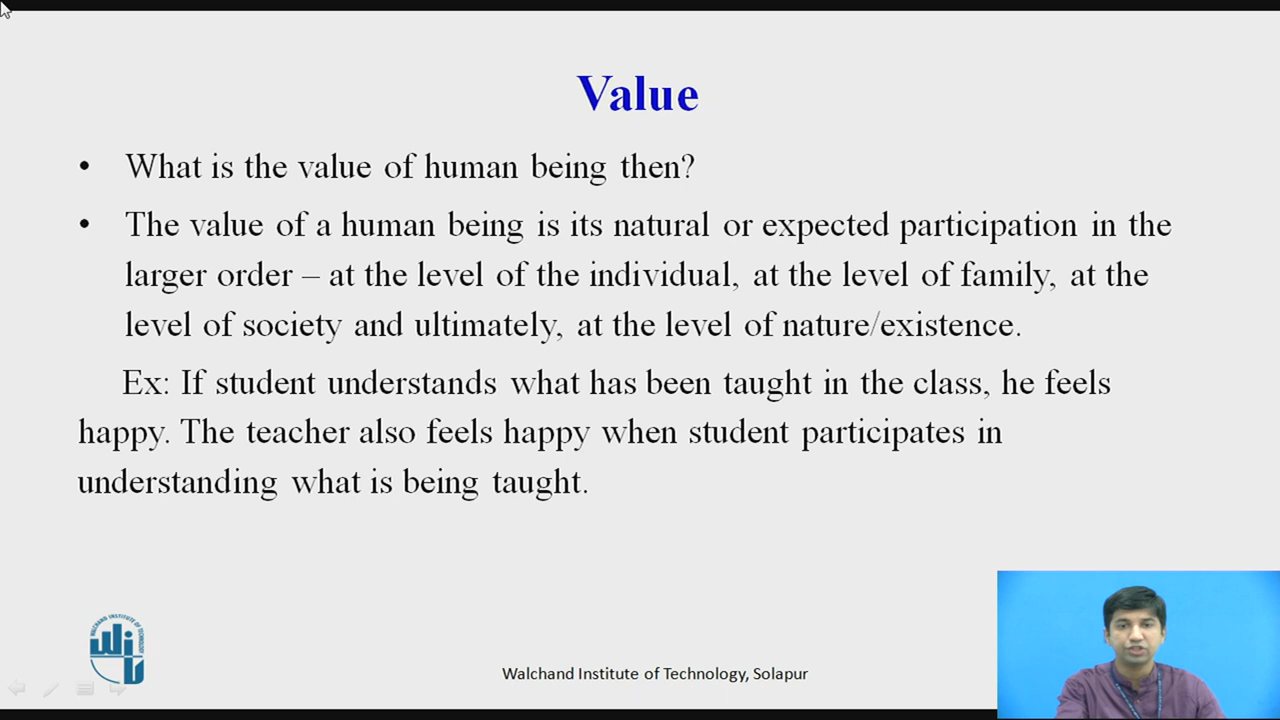 Value
• What is the value of human being then?
• The value of a human being is its natural or expected participation in the
larger order – at the level of the individual, at the level of family, at the
level of society and ultimately, at the level of nature/existence.
Ex: If student understands what has been taught in the class, he feels
happy. The teacher also feels happy when student participates in
understanding what is being taught.
WALCHAND INSTITUTE OF TECHNOLOGY
Walchand Institute of Technology, Solapur